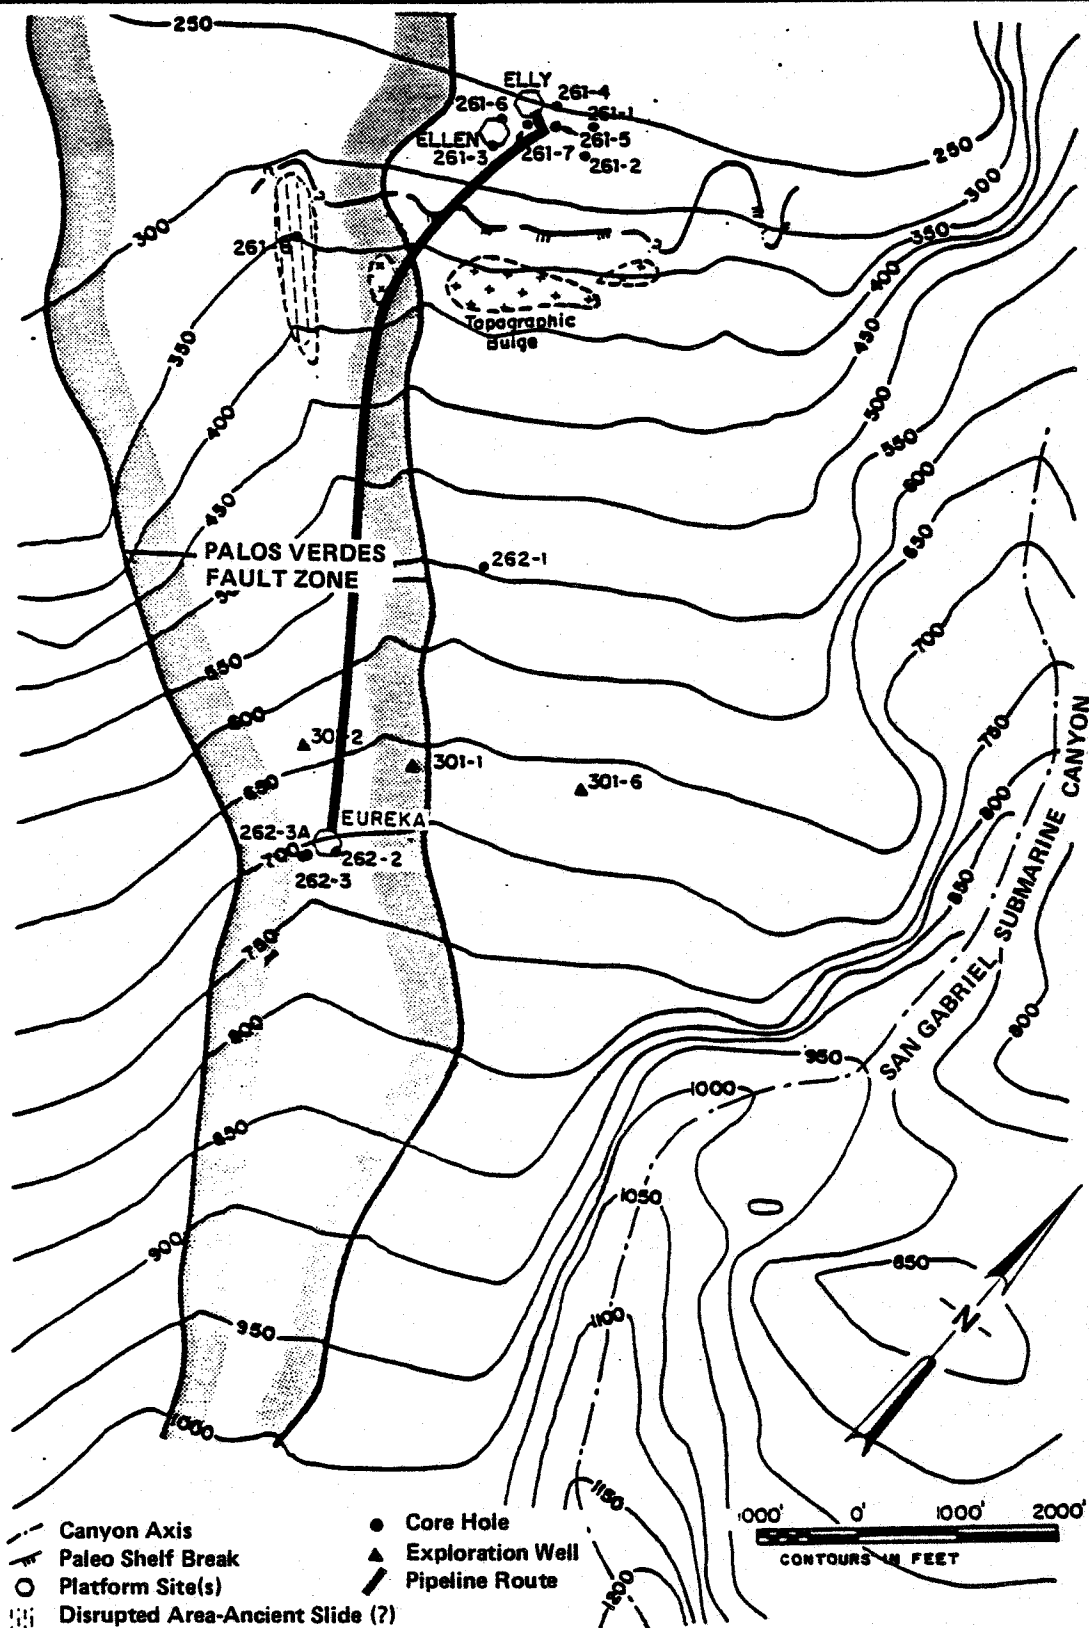 250
ELLY
261-6
261-4
261-1
ELLEN
261-3
261-7
261-5
261-2
250
300
300
350
261-8
400
Topographic
Bulge
350
450
400
500
550
600
450
650
PALOS VERDES
FAULT ZONE
262-1
700
550
600
301-2
750
301-1
301-6
650
800
EUREKA
262-3A
700
262-2
262-3
850
SAN GABRIEL SUBMARINE CANYON
750
800
800
950
1000
850
1050
900
650
1100
N
950
1000
1150
1200
Canyon Axis
Paleo Shelf Break
Platform Site(s)
Disrupted Area-Ancient Slide (?)
Core Hole
Exploration Well
Pipeline Route
1000' 0' 1000' 2000'
CONTOURS IN FEET